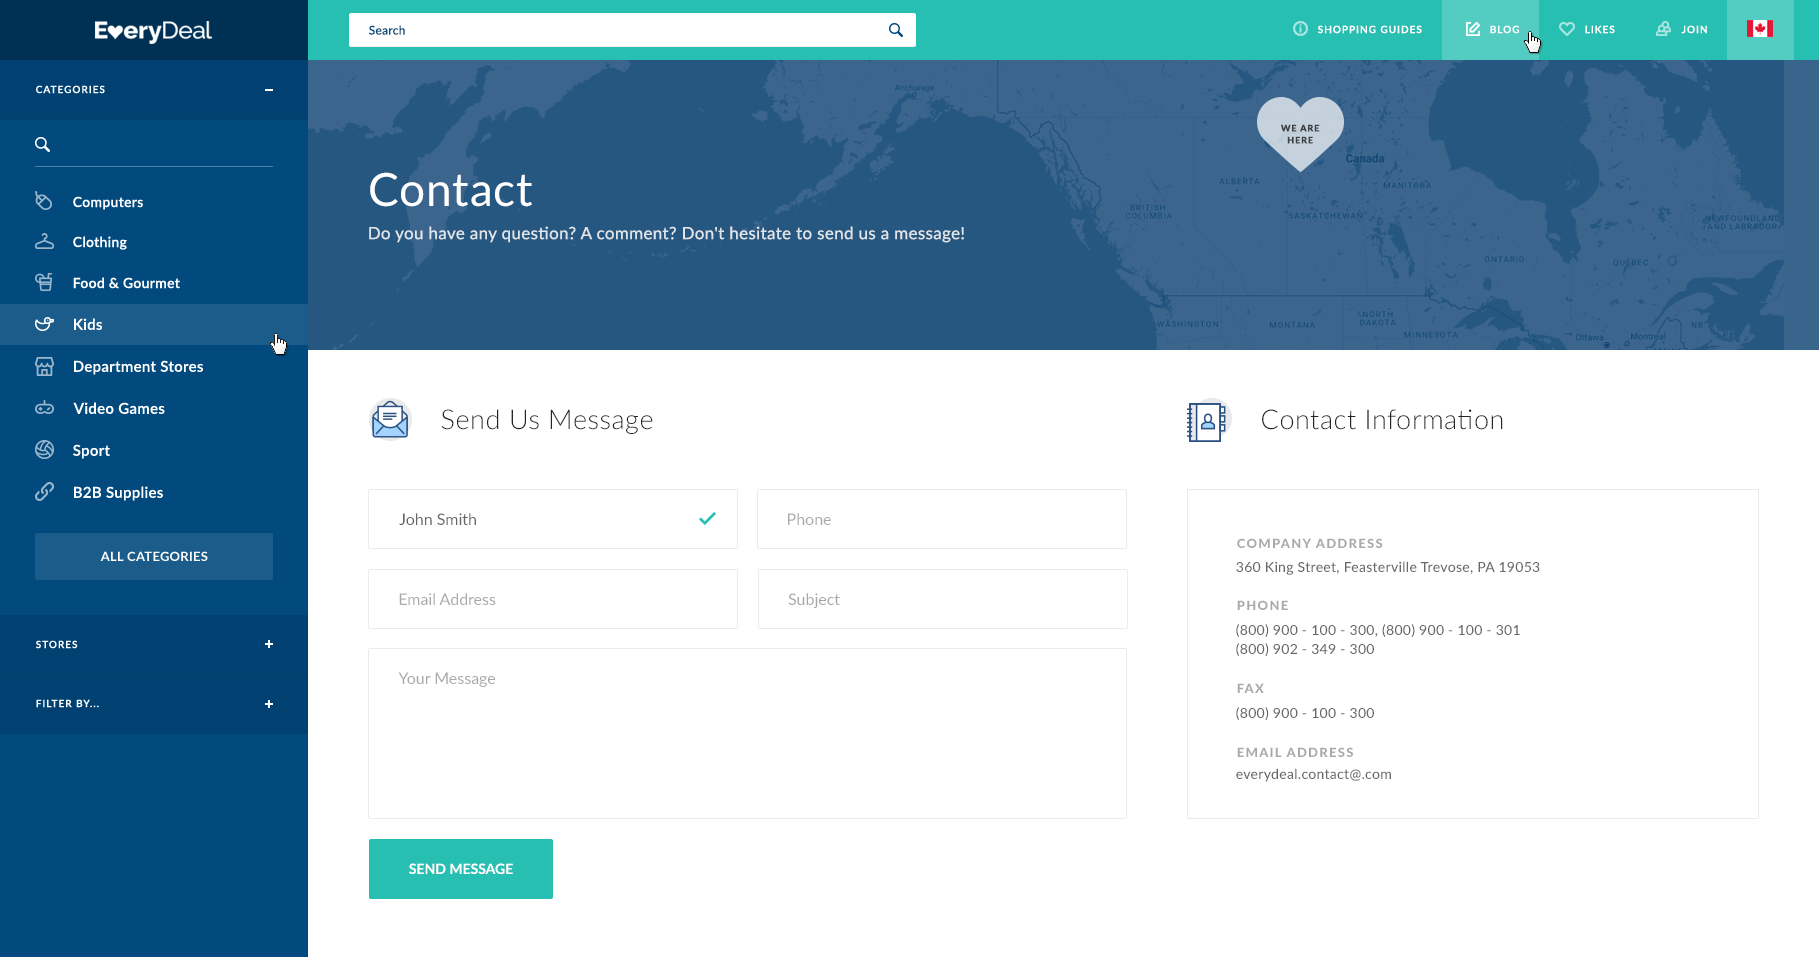 EveryDeal
Search
SHOPPING GUIDES
BLOG
LIKES
JOIN
CATEGORIES
Computers
Clothing
Food & Gourmet
Kids
Department Stores
Video Games
Sport
B2B Supplies
ALL CATEGORIES
STORES
FILTER BY...
Anchorage
WE ARE
HERE
Canada
ALBERTA
MANITOBA
BRITISH
COLUMBIA
SASKATCHEWAN
NEWFOUNDLAND
AND LABRADOR
ONTARIO
QUEBEC
WASHINGTON
MONTANA
NORTH
DAKOTA
MINNESOTA
Ottawa
Montreal
NB
Contact
Do you have any question? A comment? Don't hesitate to send us a message!
Send Us Message
John Smith
Phone
Email Address
Subject
Your Message
SEND MESSAGE
Contact Information
COMPANY ADDRESS
360 King Street, Feasterville Trevose, PA 19053
PHONE
(800) 900 - 100 - 300, (800) 900 - 100 - 301
(800) 902 - 349 - 300
FAX
(800) 900 - 100 - 300
EMAIL ADDRESS
everydeal.contact@.com